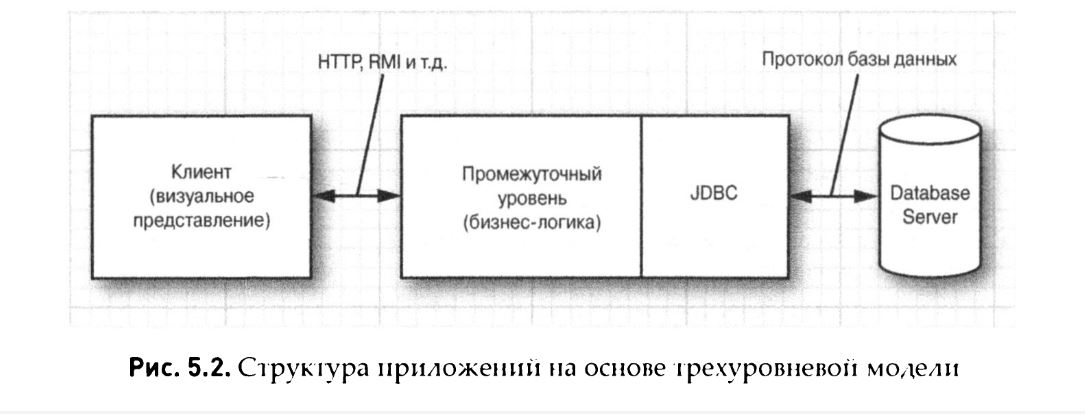 HTTP, RMI и т.д.
Протокол базы данных
Клиент
(визуальное
представление)
Промежуточный
уровень
(бизнес-логика)
JDBC
Database
Server
Рис. 5.2. Структура приложений на основе трехуровневой модели